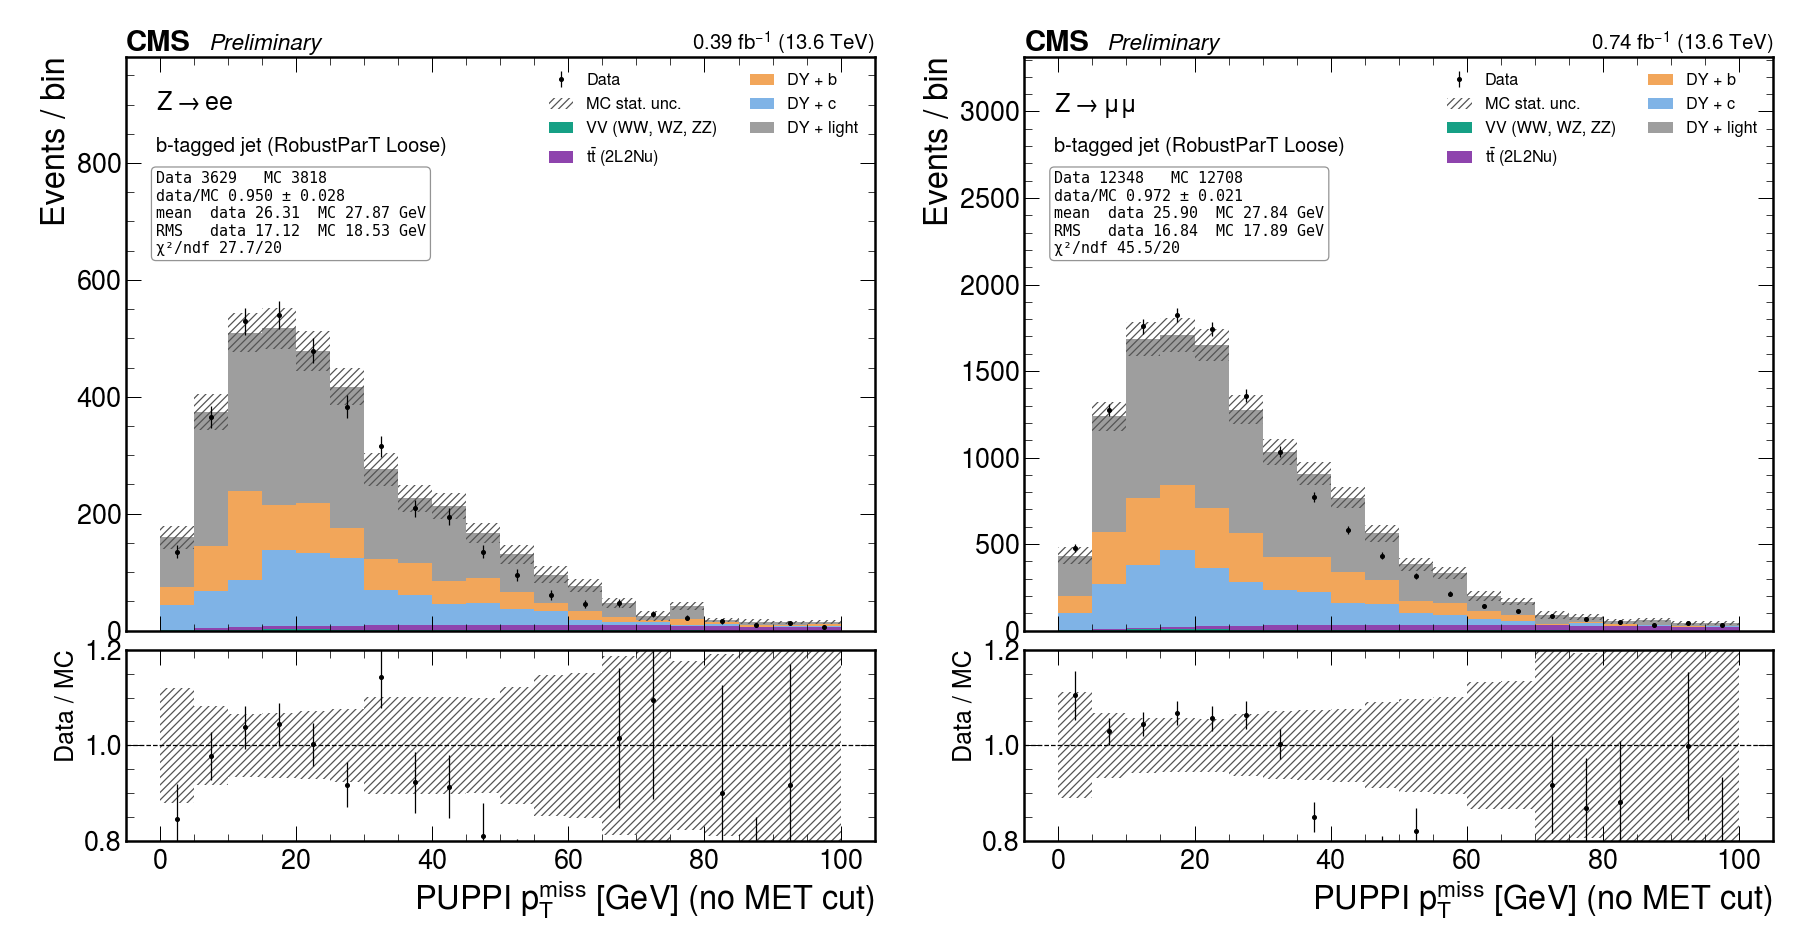 CMS Preliminary 0.39 fb⁻¹ (13.6 TeV)
Events / bin
Z → ee
b-tagged jet (RobustParT Loose)
Data 3629   MC 3818
data/MC 0.950 ± 0.028
mean  data 26.31  MC 27.87 GeV
RMS   data 17.12  MC 18.53 GeV
χ²/ndf 27.7/20
Data
MC stat. unc.
VV (WW, WZ, ZZ)
tt̄ (2L2Nu)
DY + b
DY + c
DY + light
800
600
400
200
0
Data / MC
1.2
1.0
0.8
0 20 40 60 80 100
PUPPI p_T^miss [GeV] (no MET cut)
CMS Preliminary 0.74 fb⁻¹ (13.6 TeV)
Events / bin
Z → μμ
b-tagged jet (RobustParT Loose)
Data 12348   MC 12708
data/MC 0.972 ± 0.021
mean  data 25.90  MC 27.84 GeV
RMS   data 16.84  MC 17.89 GeV
χ²/ndf 45.5/20
Data
MC stat. unc.
VV (WW, WZ, ZZ)
tt̄ (2L2Nu)
DY + b
DY + c
DY + light
3000
2500
2000
1500
1000
500
0
Data / MC
1.2
1.0
0.8
0 20 40 60 80 100
PUPPI p_T^miss [GeV] (no MET cut)